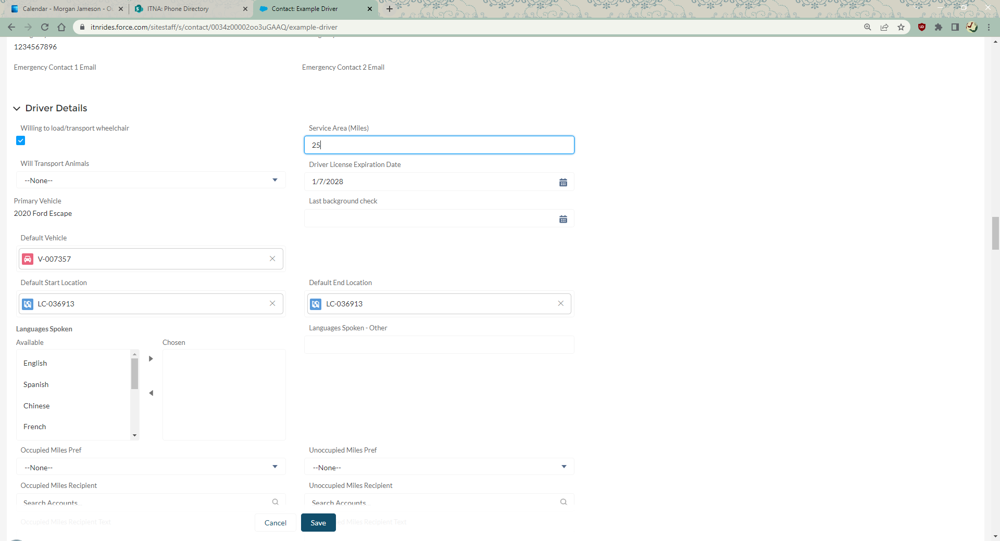 Calendar - Morgan Jameson - Ou
ITNA: Phone Directory
Contact: Example Driver
itnrides.force.com/sitestaff/s/contact/0034z00002oo3uGAAQ/example-driver
1234567896
Emergency Contact 1 Email
Emergency Contact 2 Email
Driver Details
Willing to load/transport wheelchair
Service Area (Miles)
25
Will Transport Animals
--None--
Driver License Expiration Date
1/7/2028
Primary Vehicle
2020 Ford Escape
Last background check
Default Vehicle
V-007357
Default Start Location
LC-036913
Default End Location
LC-036913
Languages Spoken
Available
Chosen
English
Spanish
Chinese
French
Languages Spoken - Other
Occupied Miles Pref
--None--
Unoccupied Miles Pref
--None--
Occupied Miles Recipient
Search Accounts...
Unoccupied Miles Recipient
Search Accounts...
Occupied Miles Recipient Text
ed Miles Recipient Text
Cancel
Save